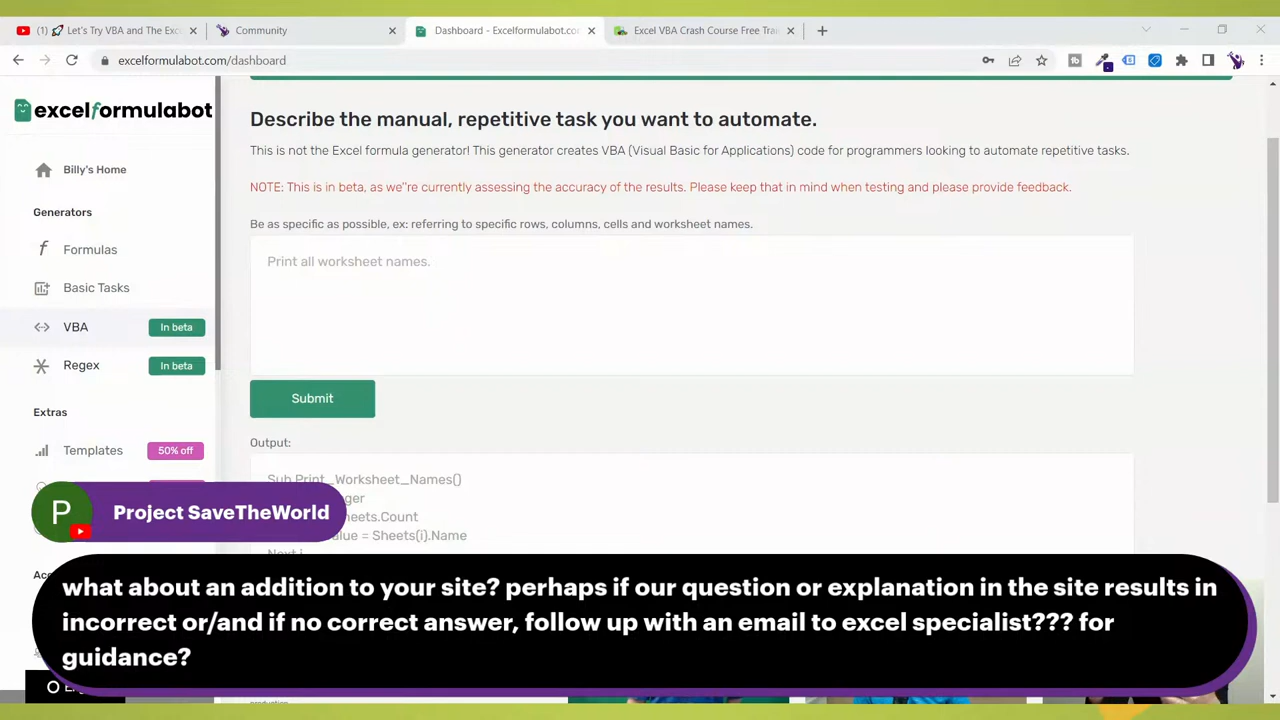 (1) 🚀 Let's Try VBA and The Exc
Community
Dashboard - Excelformulabot.co
Excel VBA Crash Course Free Trai
excelformulabot.com/dashboard
excelformulabot
Billy's Home
Generators
Formulas
Basic Tasks
VBA
In beta
Regex
In beta
Extras
Templates
50% off
Describe the manual, repetitive task you want to automate.
This is not the Excel formula generator! This generator creates VBA (Visual Basic for Applications) code for programmers looking to automate repetitive tasks.
NOTE: This is in beta, as we''re currently assessing the accuracy of the results. Please keep that in mind when testing and please provide feedback.
Be as specific as possible, ex: referring to specific rows, columns, cells and worksheet names.
Print all worksheet names.
Submit
Output:
Sub Print_Worksheet_Names()
heets.Count
alue = Sheets(i).Name
Next i
P
Project SaveTheWorld
what about an addition to your site? perhaps if our question or explanation in the site results in
incorrect or/and if no correct answer, follow up with an email to excel specialist??? for
guidance?